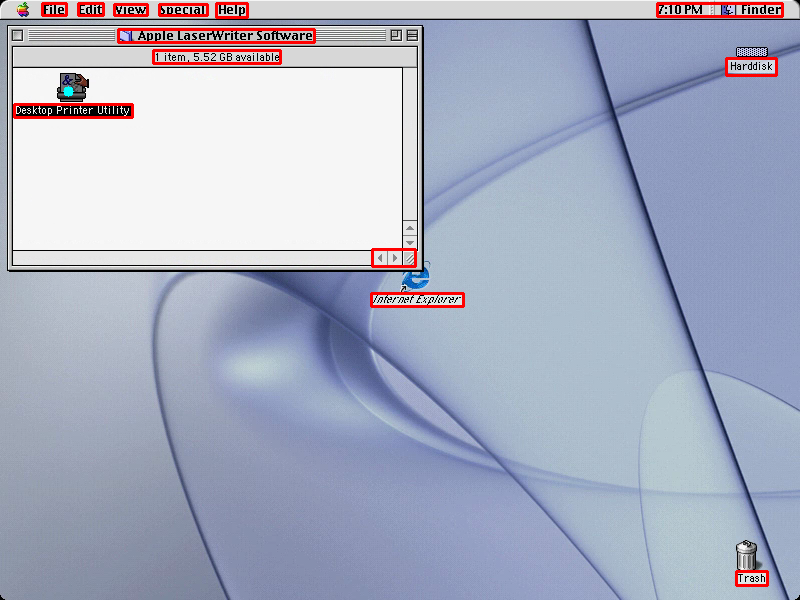 File Edit View Special Help 7:10 PM Finder
Apple LaserWriter Software
1 item, 5.52 GB available
Harddisk
Desktop Printer Utility
Internet Explorer
Trash